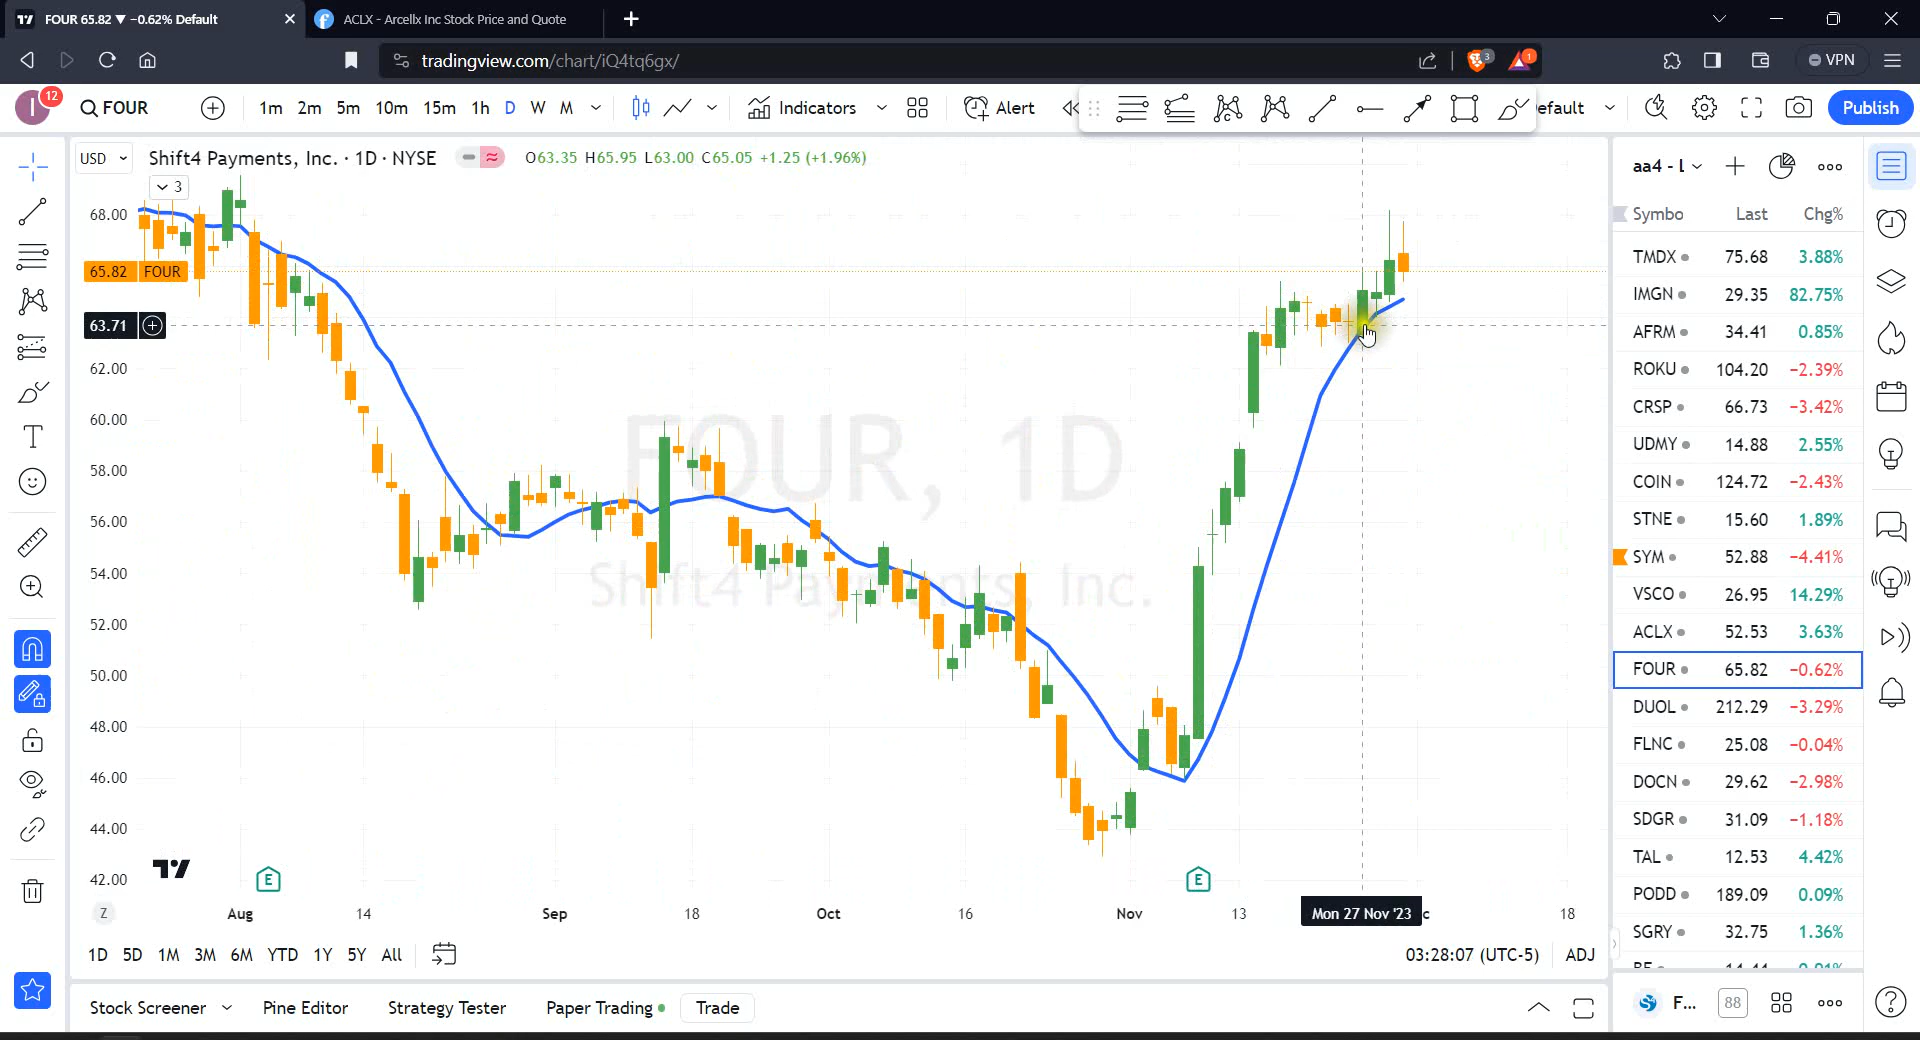 FOUR 65.82 ▼ −0.62% Default
ACLX - Arcellx Inc Stock Price and Quote
tradingview.com/chart/iQ4tq6gx/
3
1
VPN
I
12
FOUR
1m 2m 5m 10m 15m 1h D W M
Indicators
Alert
efault
Publish
USD
Shift4 Payments, Inc. · 1D · NYSE
O63.35 H65.95 L63.00 C65.05 +1.25 (+1.96%)
3
68.00
65.82 FOUR
63.71
62.00
60.00
58.00
56.00
54.00
52.00
50.00
48.00
46.00
44.00
42.00
FOUR, 1D
Shift4 Payments, Inc.
E
E
Z
Aug 14 Sep 18 Oct 16 Nov 13 Mon 27 Nov '23 c 18
1D 5D 1M 3M 6M YTD 1Y 5Y All
03:28:07 (UTC-5) ADJ
Stock Screener
Pine Editor
Strategy Tester
Paper Trading
Trade
aa4 - L
Symbo Last Chg%
TMDX 75.68 3.88%
IMGN 29.35 82.75%
AFRM 34.41 0.85%
ROKU 104.20 −2.39%
CRSP 66.73 −3.42%
UDMY 14.88 2.55%
COIN 124.72 −2.43%
STNE 15.60 1.89%
SYM 52.88 −4.41%
VSCO 26.95 14.29%
ACLX 52.53 3.63%
FOUR 65.82 −0.62%
DUOL 212.29 −3.29%
FLNC 25.08 −0.04%
DOCN 29.62 −2.98%
SDGR 31.09 −1.18%
TAL 12.53 4.42%
PODD 189.09 0.09%
SGRY 32.75 1.36%
F...
88